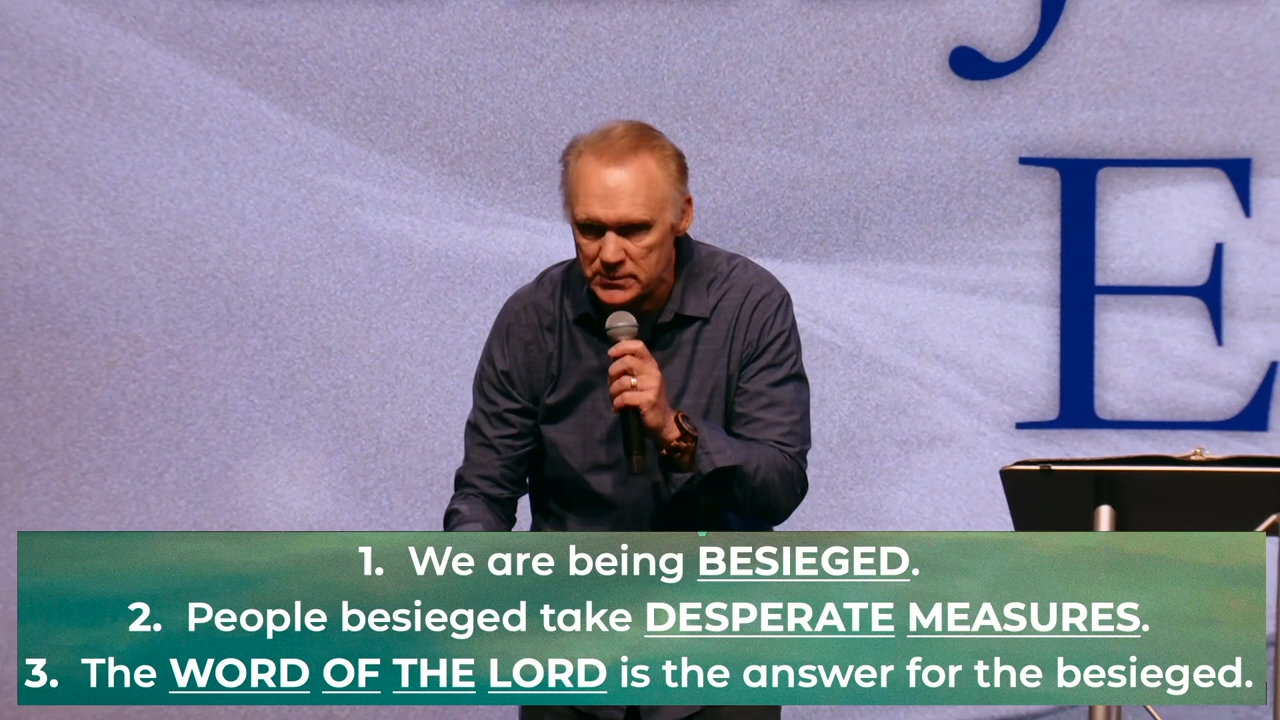 E
1. We are being BESIEGED.
2. People besieged take DESPERATE MEASURES.
3. The WORD OF THE LORD is the answer for the besieged.